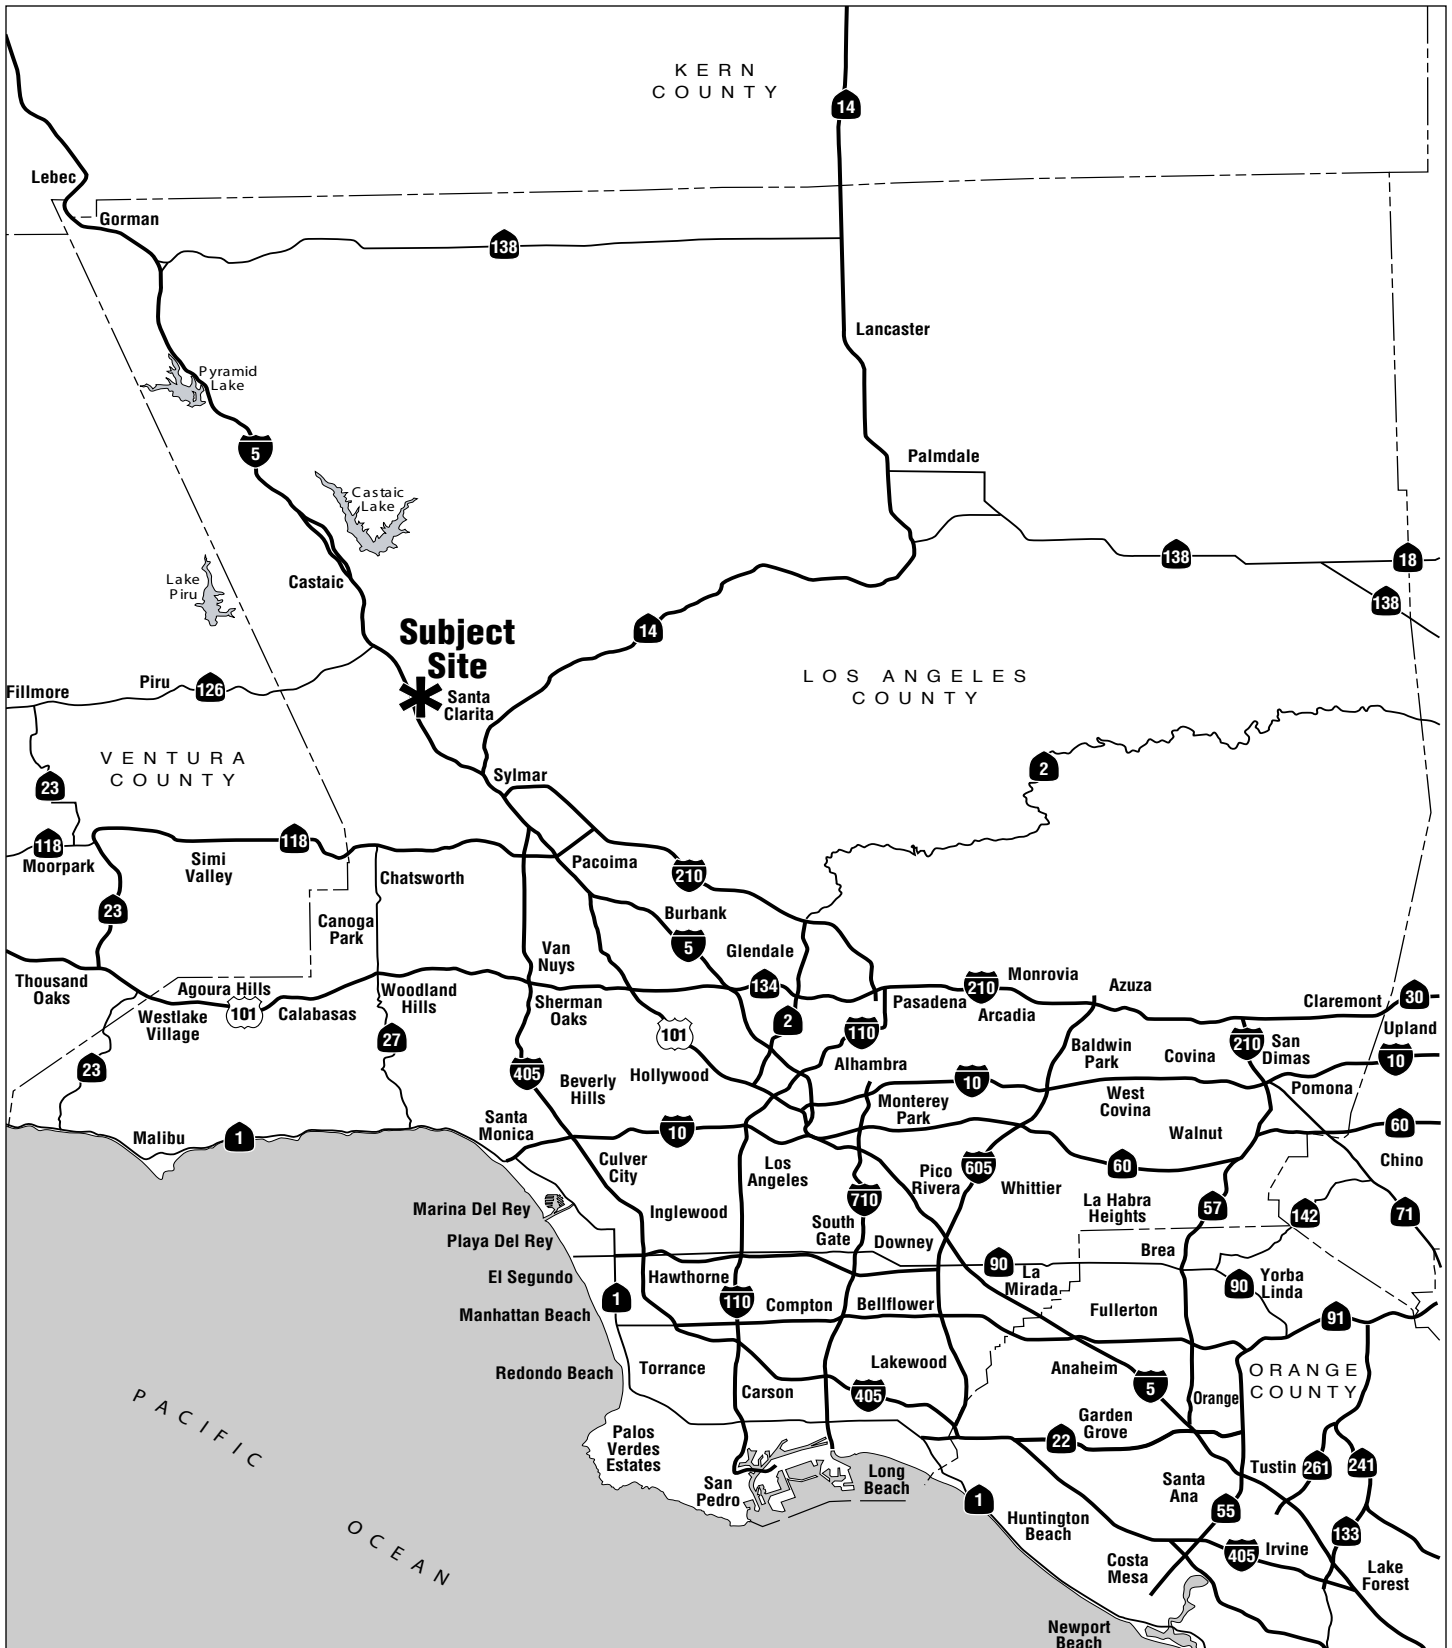 KERN
COUNTY
14
Lebec
Gorman
138
Lancaster
Pyramid
Lake
5
Palmdale
Castaic
Lake
138
18
Lake
Piru
Castaic
138
Subject
Site
14
LOS ANGELES
COUNTY
Fillmore
Piru
126
Santa
Clarita
VENTURA
COUNTY
23
Sylmar
2
118
Moorpark
Simi
Valley
118
Pacoima
210
Chatsworth
23
Canoga
Park
Burbank
5
Glendale
Van
Nuys
Thousand
Oaks
Agoura Hills
Woodland
Hills
134
Pasadena
210
Monrovia
Arcadia
Azuza
Claremont
30
Westlake
Village
101
Calabasas
Sherman
Oaks
101
2
110
Upland
27
23
405
Beverly
Hills
Hollywood
Alhambra
10
Baldwin
Park
Covina
210
San
Dimas
10
Monterey
Park
West
Covina
Pomona
Malibu
1
Santa
Monica
10
Walnut
60
Culver
City
Los
Angeles
Pico
Rivera
605
Whittier
60
Chino
Marina Del Rey
Inglewood
710
South
Gate
Downey
La Habra
Heights
57
142
71
Playa Del Rey
El Segundo
Hawthorne
90
La
Mirada
Brea
90
Yorba
Linda
Manhattan Beach
1
110
Compton
Bellflower
Fullerton
91
Redondo Beach
Torrance
Carson
Lakewood
405
Anaheim
5
Orange
ORANGE
COUNTY
PACIFIC
OCEAN
Palos
Verdes
Estates
San
Pedro
Long
Beach
22
Garden
Grove
Tustin
261
241
1
Huntington
Beach
Santa
Ana
55
133
Costa
Mesa
405
Irvine
Lake
Forest
Newport
Beach